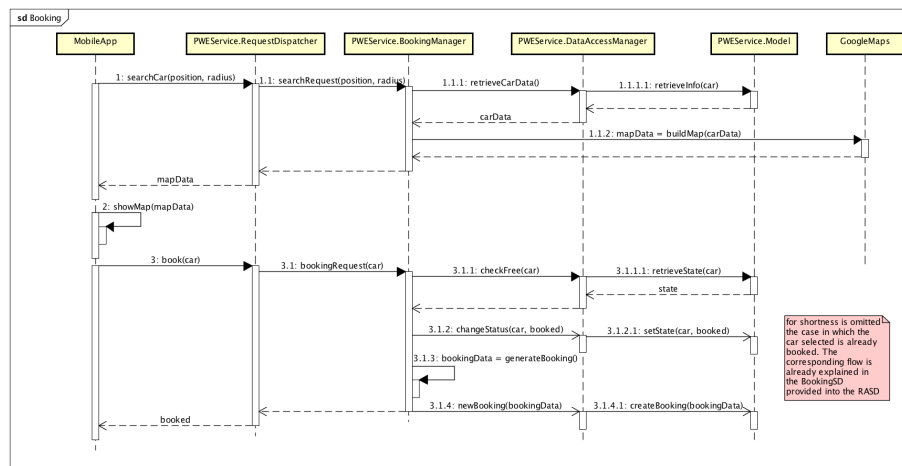 sd Booking
MobileApp
PWEService.RequestDispatcher
PWEService.BookingManager
PWEService.DataAccessManager
PWEService.Model
GoogleMaps
1: searchCar(position, radius)
1.1: searchRequest(position, radius)
1.1.1: retrieveCarData()
1.1.1.1: retrieveInfo(car)
carData
1.1.2: mapData = buildMap(carData)
mapData
2: showMap(mapData)
3: book(car)
3.1: bookingRequest(car)
3.1.1: checkFree(car)
3.1.1.1: retrieveState(car)
state
3.1.2: changeStatus(car, booked)
3.1.2.1: setState(car, booked)
3.1.3: bookingData = generateBooking()
3.1.4: newBooking(bookingData)
3.1.4.1: createBooking(bookingData)
booked
for shortness is omitted
the case in which the
car selected is already
booked. The
corresponding flow is
already explained in
the BookingSD
provided into the RASD